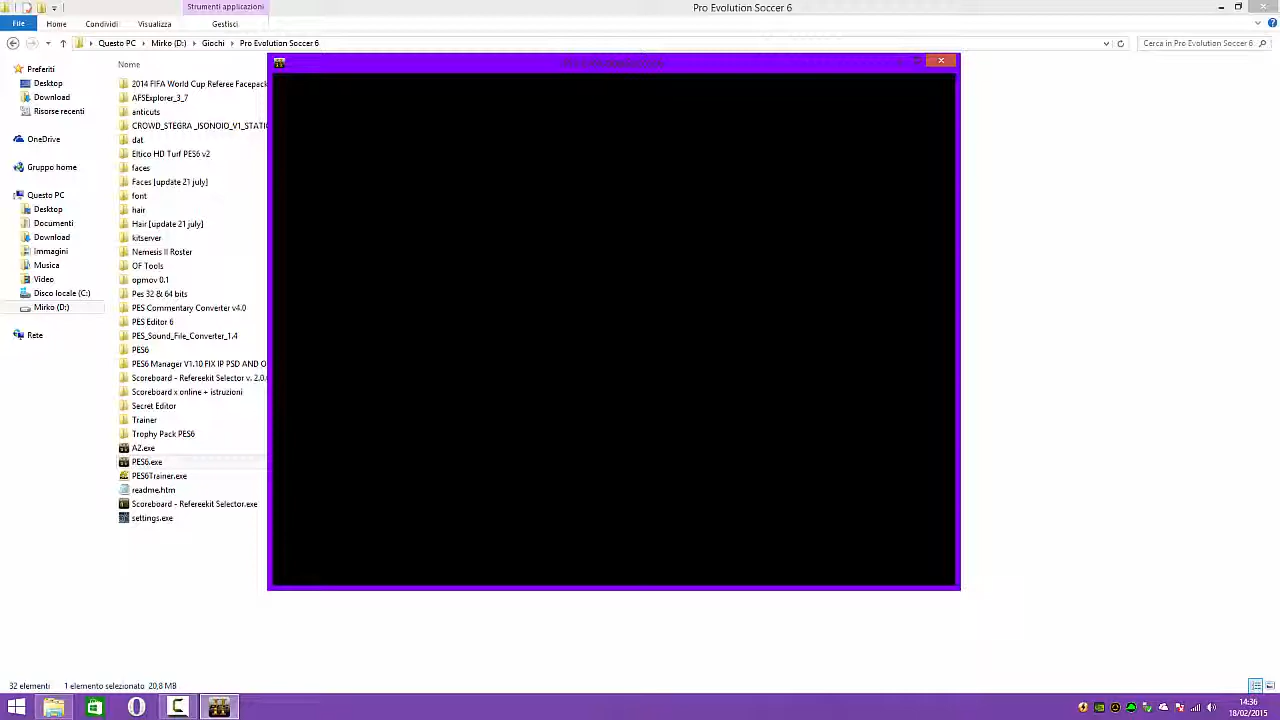 Strumenti applicazioni
Pro Evolution Soccer 6
File Home Condividi Visualizza Gestisci
Questo PC Mirko (D:) Giochi Pro Evolution Soccer 6
Cerca in Pro Evolution Soccer 6
Preferiti
Desktop
Download
Risorse recenti
OneDrive
Gruppo home
Questo PC
Desktop
Documenti
Download
Immagini
Musica
Video
Disco locale (C:)
Mirko (D:)
Rete
Nome
2014 FIFA World Cup Referee Facepack
AFSExplorer_3_7
anticuts
CROWD_STEGRA_JSONOIO_V1_STATI
dat
Eltico HD Turf PES6 v2
faces
Faces [update 21 july]
font
hair
Hair [update 21 july]
kitserver
Nemesis II Roster
OF Tools
opmov 0.1
Pes 32 & 64 bits
PES Commentary Converter v4.0
PES Editor 6
PES_Sound_File_Converter_1.4
PES6
PES6 Manager V1.10 FIX IP PSD AND O
Scoreboard - Refereekit Selector v. 2.0.
Scoreboard x online + istruzioni
Secret Editor
Trainer
Trophy Pack PES6
A2.exe
PES6.exe
PES6Trainer.exe
readme.htm
Scoreboard - Refereekit Selector.exe
settings.exe
32 elementi 1 elemento selezionato 20,8 MB
14:36
18/02/2015